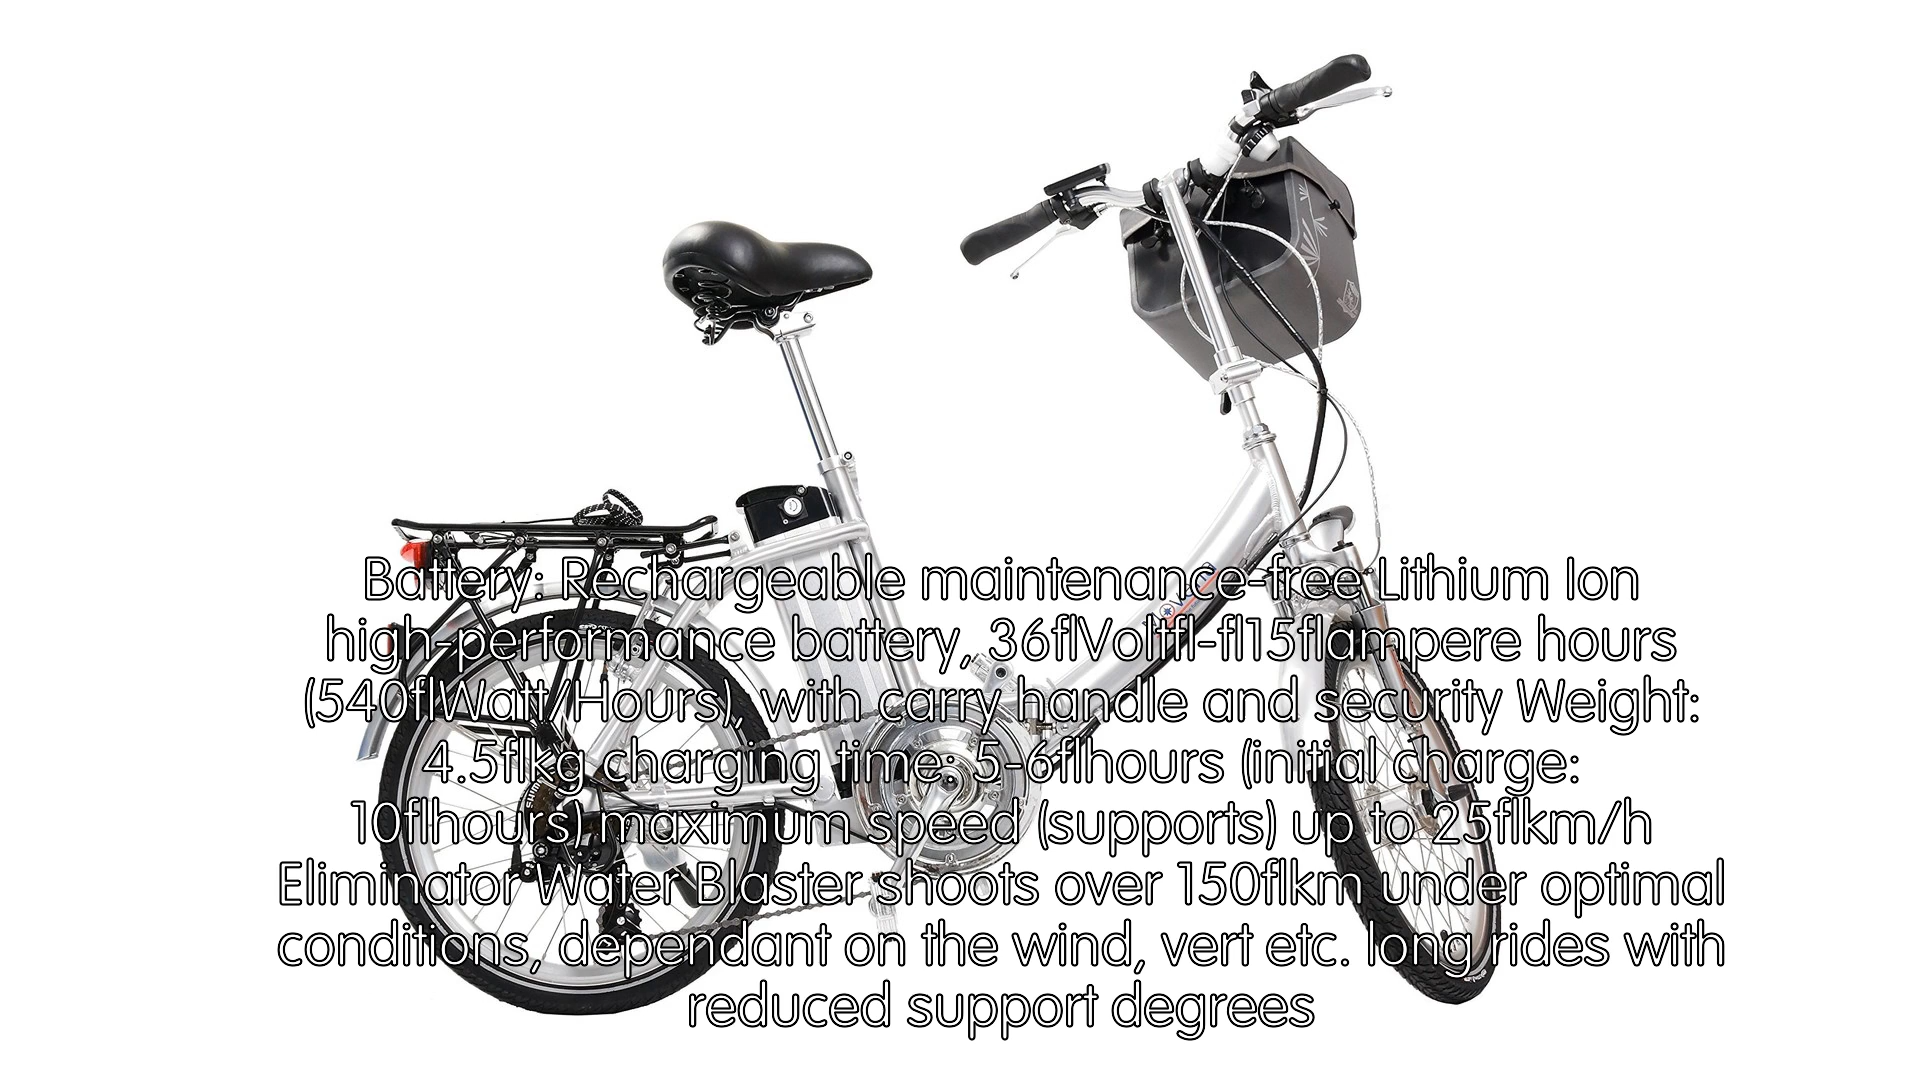 Battery: Rechargeable maintenance-free Lithium Ion
high-performance battery, 36flVoltfl-fl15flampere hours
(540flWatt/Hours), with carry handle and security Weight:
4.5flkg charging time: 5-6flhours (initial charge:
10flhours) maximum speed (supports) up to 25flkm/h
Eliminator Water Blaster shoots over 150flkm under optimal
conditions, dependant on the wind, vert etc. long rides with
reduced support degrees